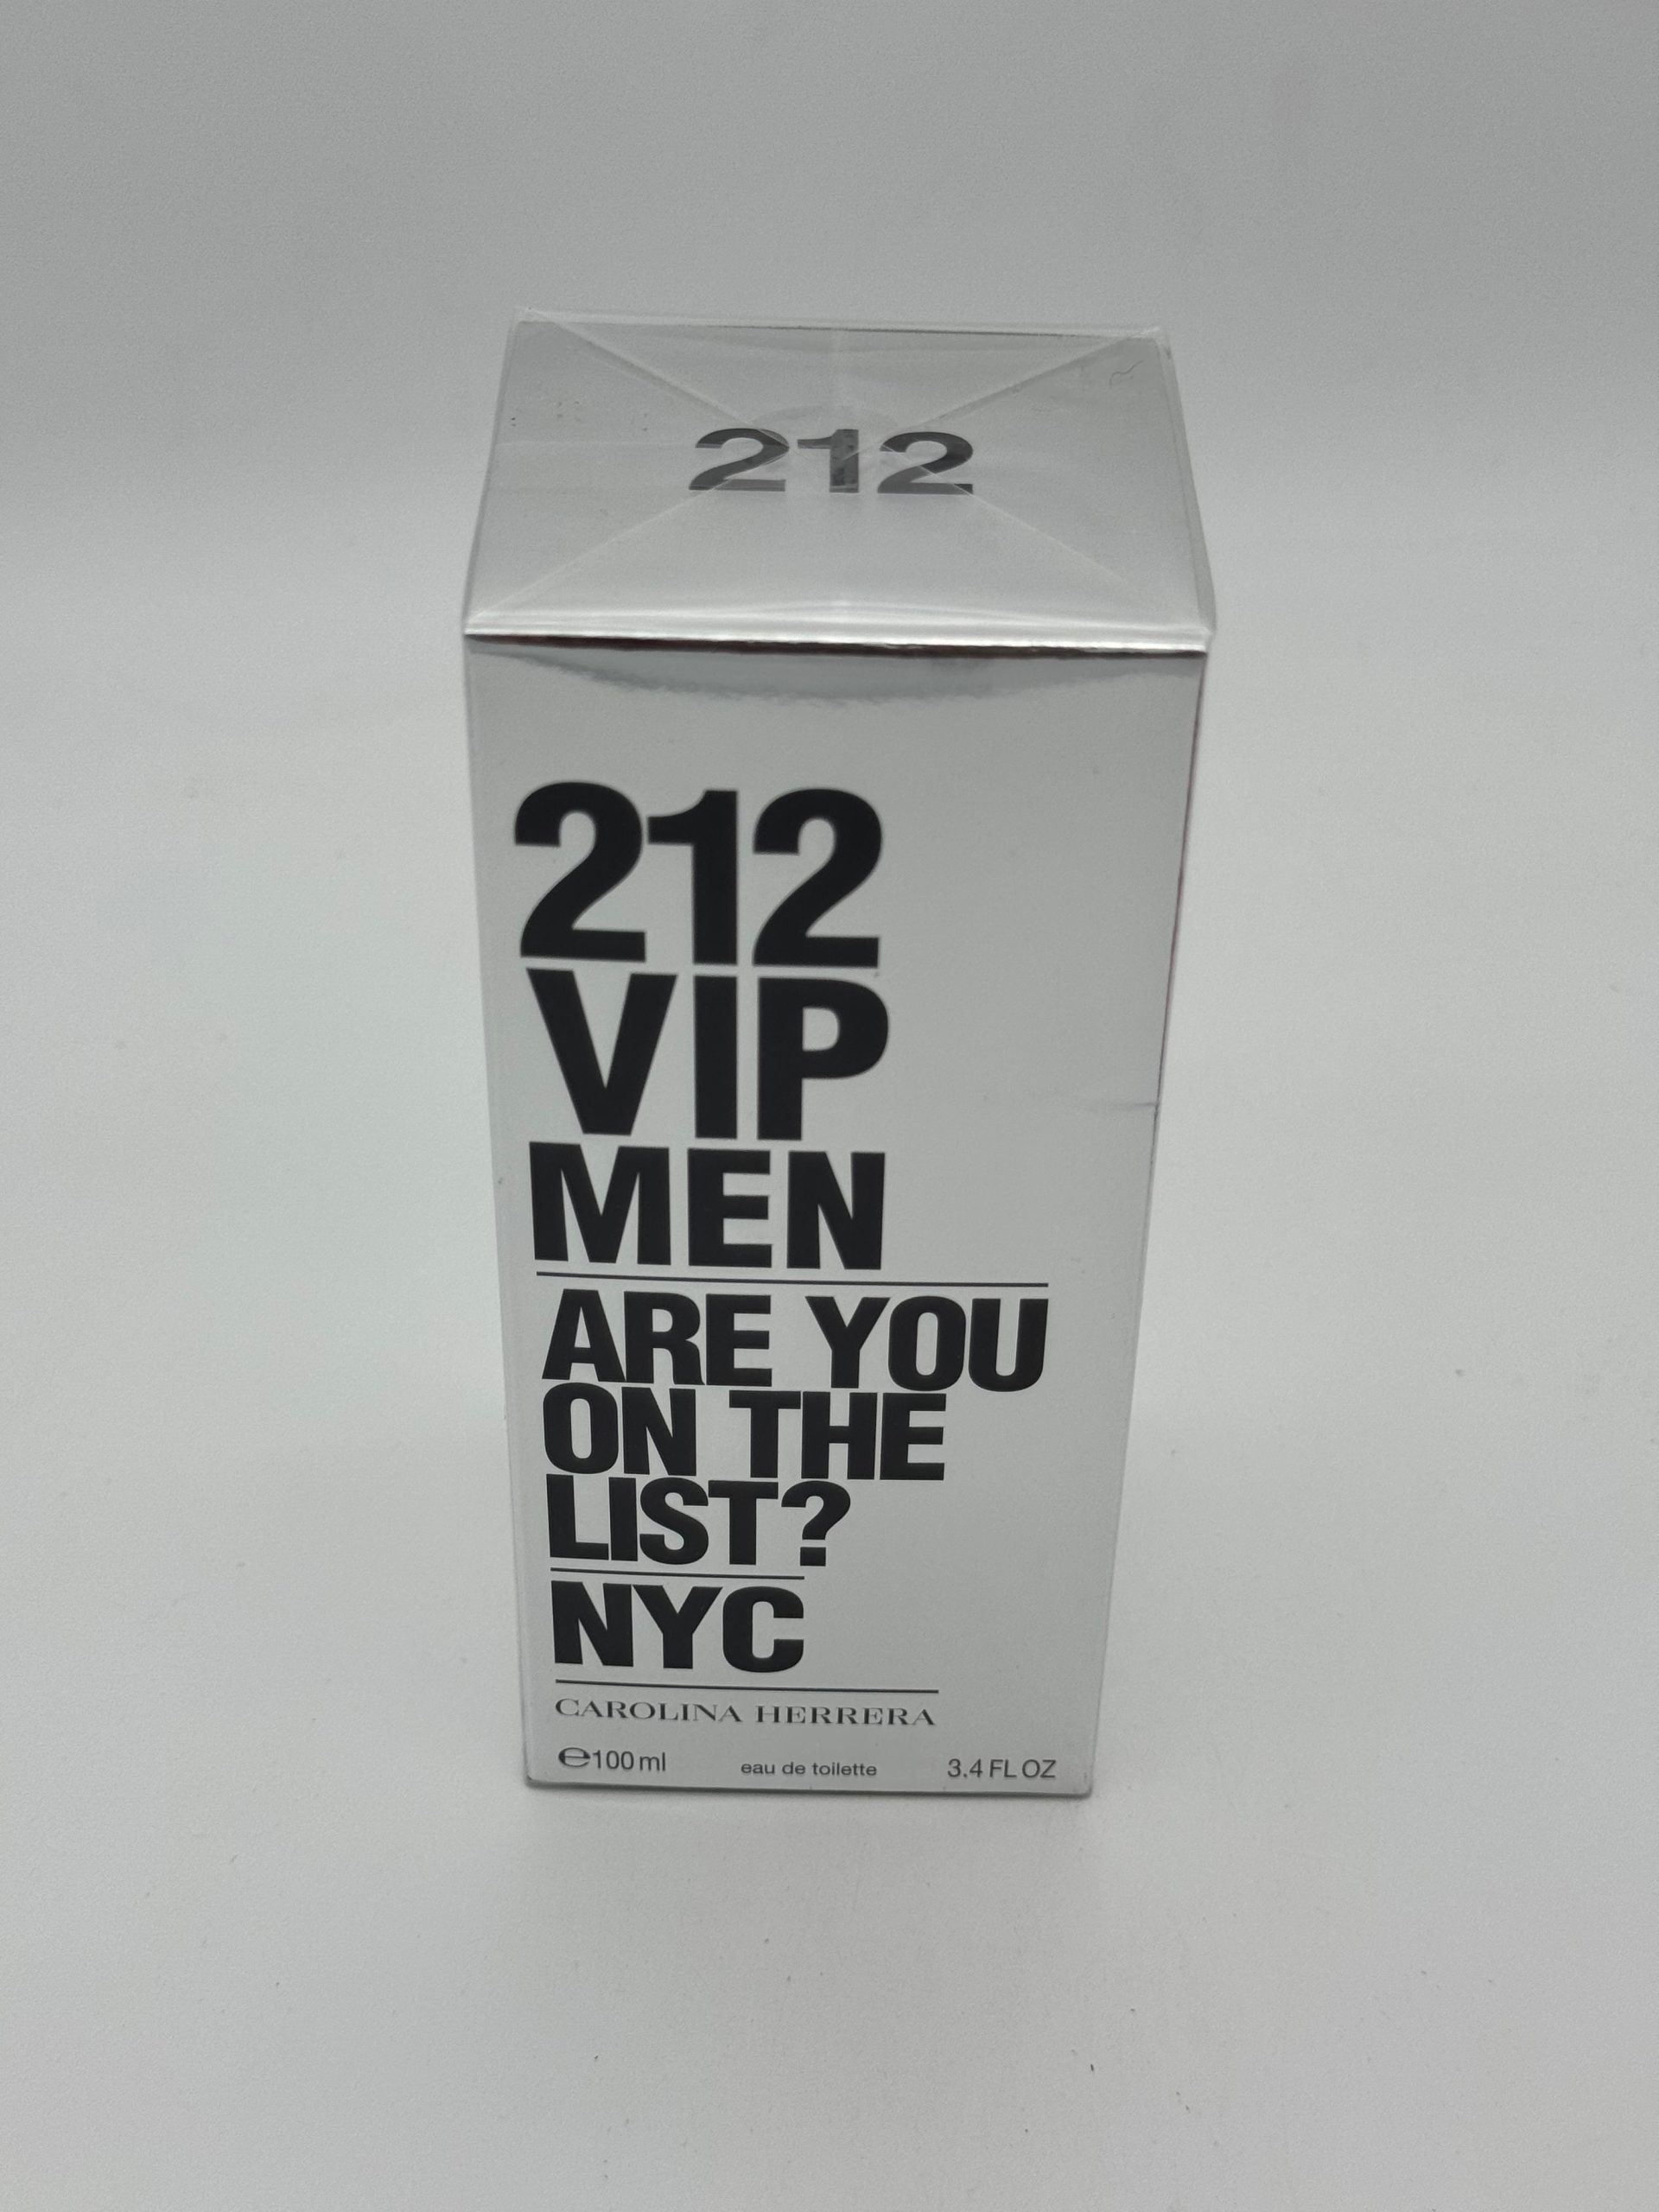 212
212
VIP
MEN
ARE YOU
ON THE
LIST?
NYC
CAROLINA HERRERA
℮100 ml eau de toilette 3.4 FL OZ